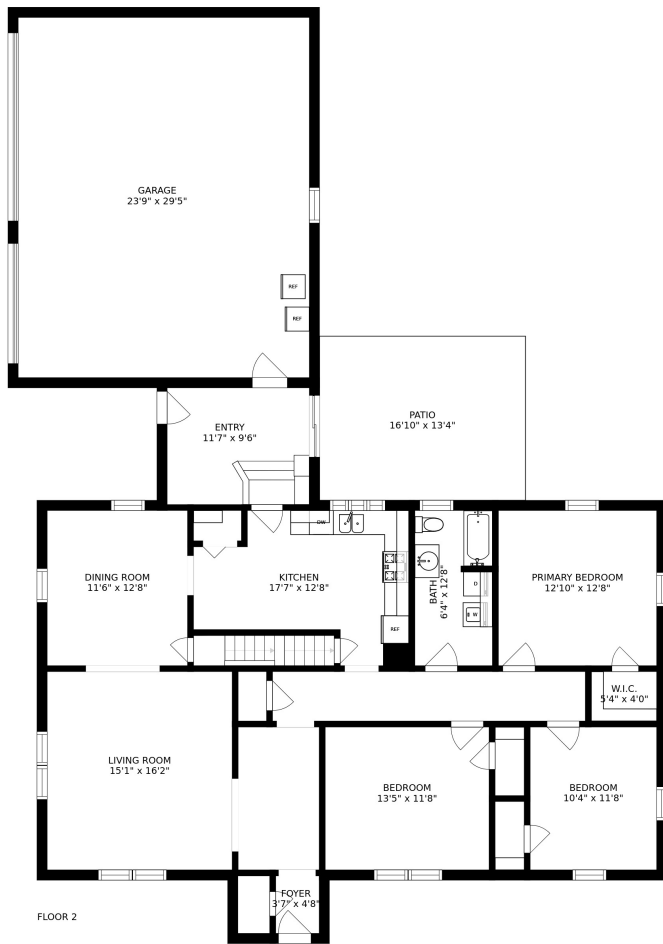 GARAGE
23'9" x 29'5"
REF
REF
ENTRY
11'7" x 9'6"
PATIO
16'10" x 13'4"
DW
DINING ROOM
11'6" x 12'8"
KITCHEN
17'7" x 12'8"
BATH
6'4" x 12'8"
D
W
REF
PRIMARY BEDROOM
12'10" x 12'8"
W.I.C.
5'4" x 4'0"
LIVING ROOM
15'1" x 16'2"
BEDROOM
13'5" x 11'8"
BEDROOM
10'4" x 11'8"
FOYER
3'7" x 4'8"
FLOOR 2